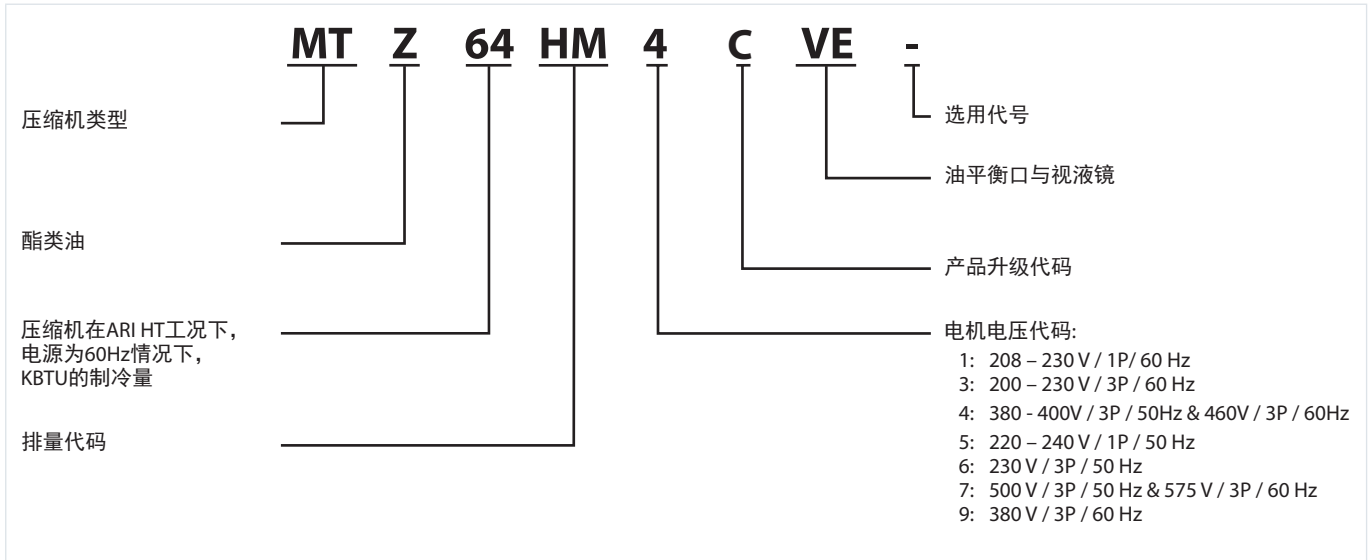 MT Z 64 HM 4 C VE -
压缩机类型
酯类油
压缩机在ARI HT工况下，
电源为60Hz情况下，
KBTU的制冷量
排量代码
选用代号
油平衡口与视液镜
产品升级代码
电机电压代码:
1: 208 – 230 V / 1P/ 60 Hz
3: 200 – 230 V / 3P / 60 Hz
4: 380 - 400V / 3P / 50Hz & 460V / 3P / 60Hz
5: 220 – 240 V / 1P / 50 Hz
6: 230 V / 3P / 50 Hz
7: 500 V / 3P / 50 Hz & 575 V / 3P / 60 Hz
9: 380 V / 3P / 60 Hz